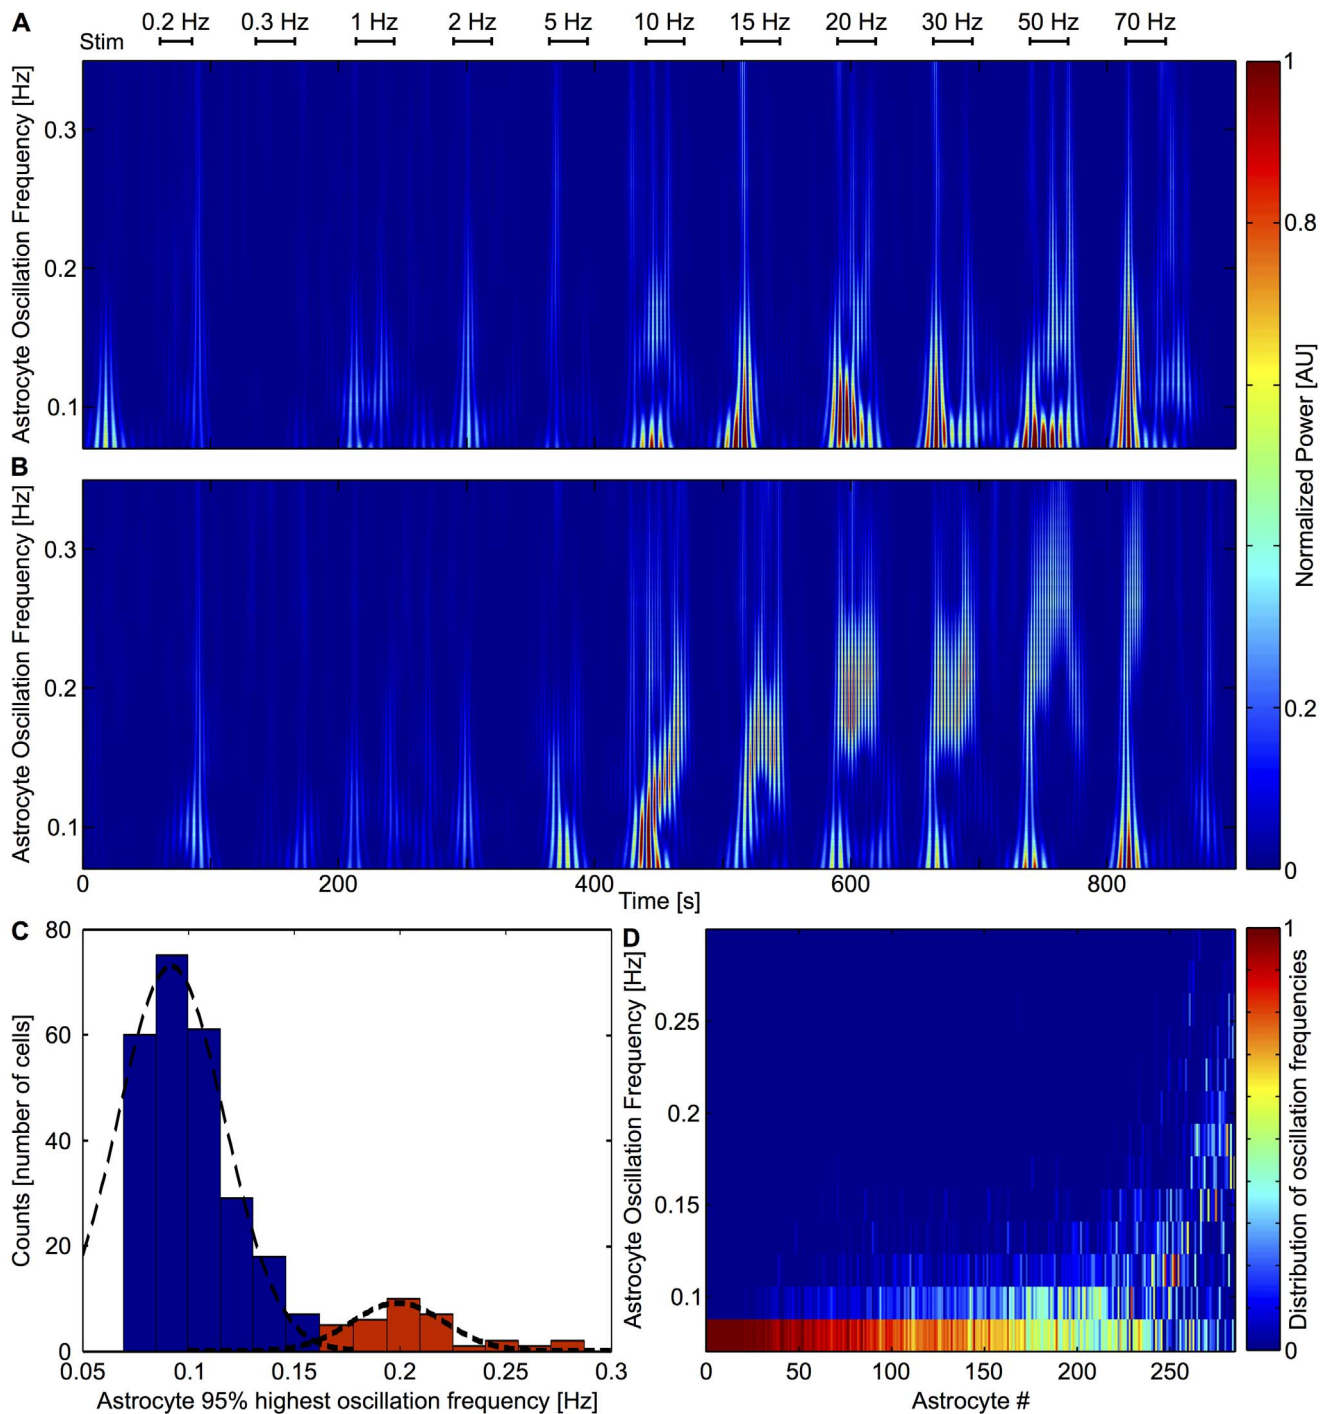 A
0.2 Hz 0.3 Hz 1 Hz 2 Hz 5 Hz 10 Hz 15 Hz 20 Hz 30 Hz 50 Hz 70 Hz
Stim
Astrocyte Oscillation Frequency [Hz]
0.3
0.2
0.1
B
Astrocyte Oscillation Frequency [Hz]
0.3
0.2
0.1
0 200 400 600 800
Time [s]
1
0.8
0.2
0
Normalized Power [AU]
C
Counts [number of cells]
80
60
40
20
0
0.05 0.1 0.15 0.2 0.25 0.3
Astrocyte 95% highest oscillation frequency [Hz]
D
Astrocyte Oscillation Frequency [Hz]
0.25
0.2
0.15
0.1
0 50 100 150 200 250
Astrocyte #
1
0
Distribution of oscillation frequencies